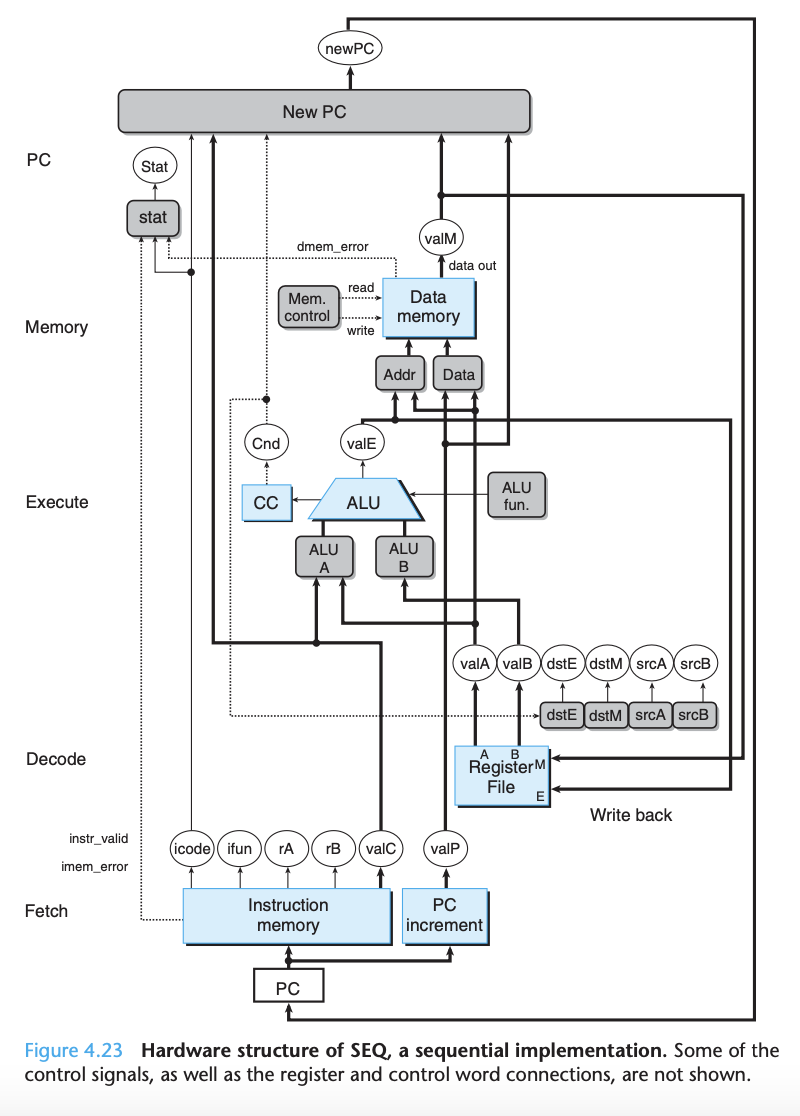 newPC
New PC
PC
Stat
stat
valM
dmem_error
data out
read
Mem.
control
Data
memory
Memory
write
Addr
Data
Cnd
valE
Execute
CC
ALU
ALU
fun.
ALU
A
ALU
B
valA
valB
dstE
dstM
srcA
srcB
dstE
dstM
srcA
srcB
Decode
A
B
Register
File
M
E
Write back
instr_valid
imem_error
icode
ifun
rA
rB
valC
valP
Fetch
Instruction
memory
PC
increment
PC
Figure 4.23 Hardware structure of SEQ, a sequential implementation. Some of the
control signals, as well as the register and control word connections, are not shown.